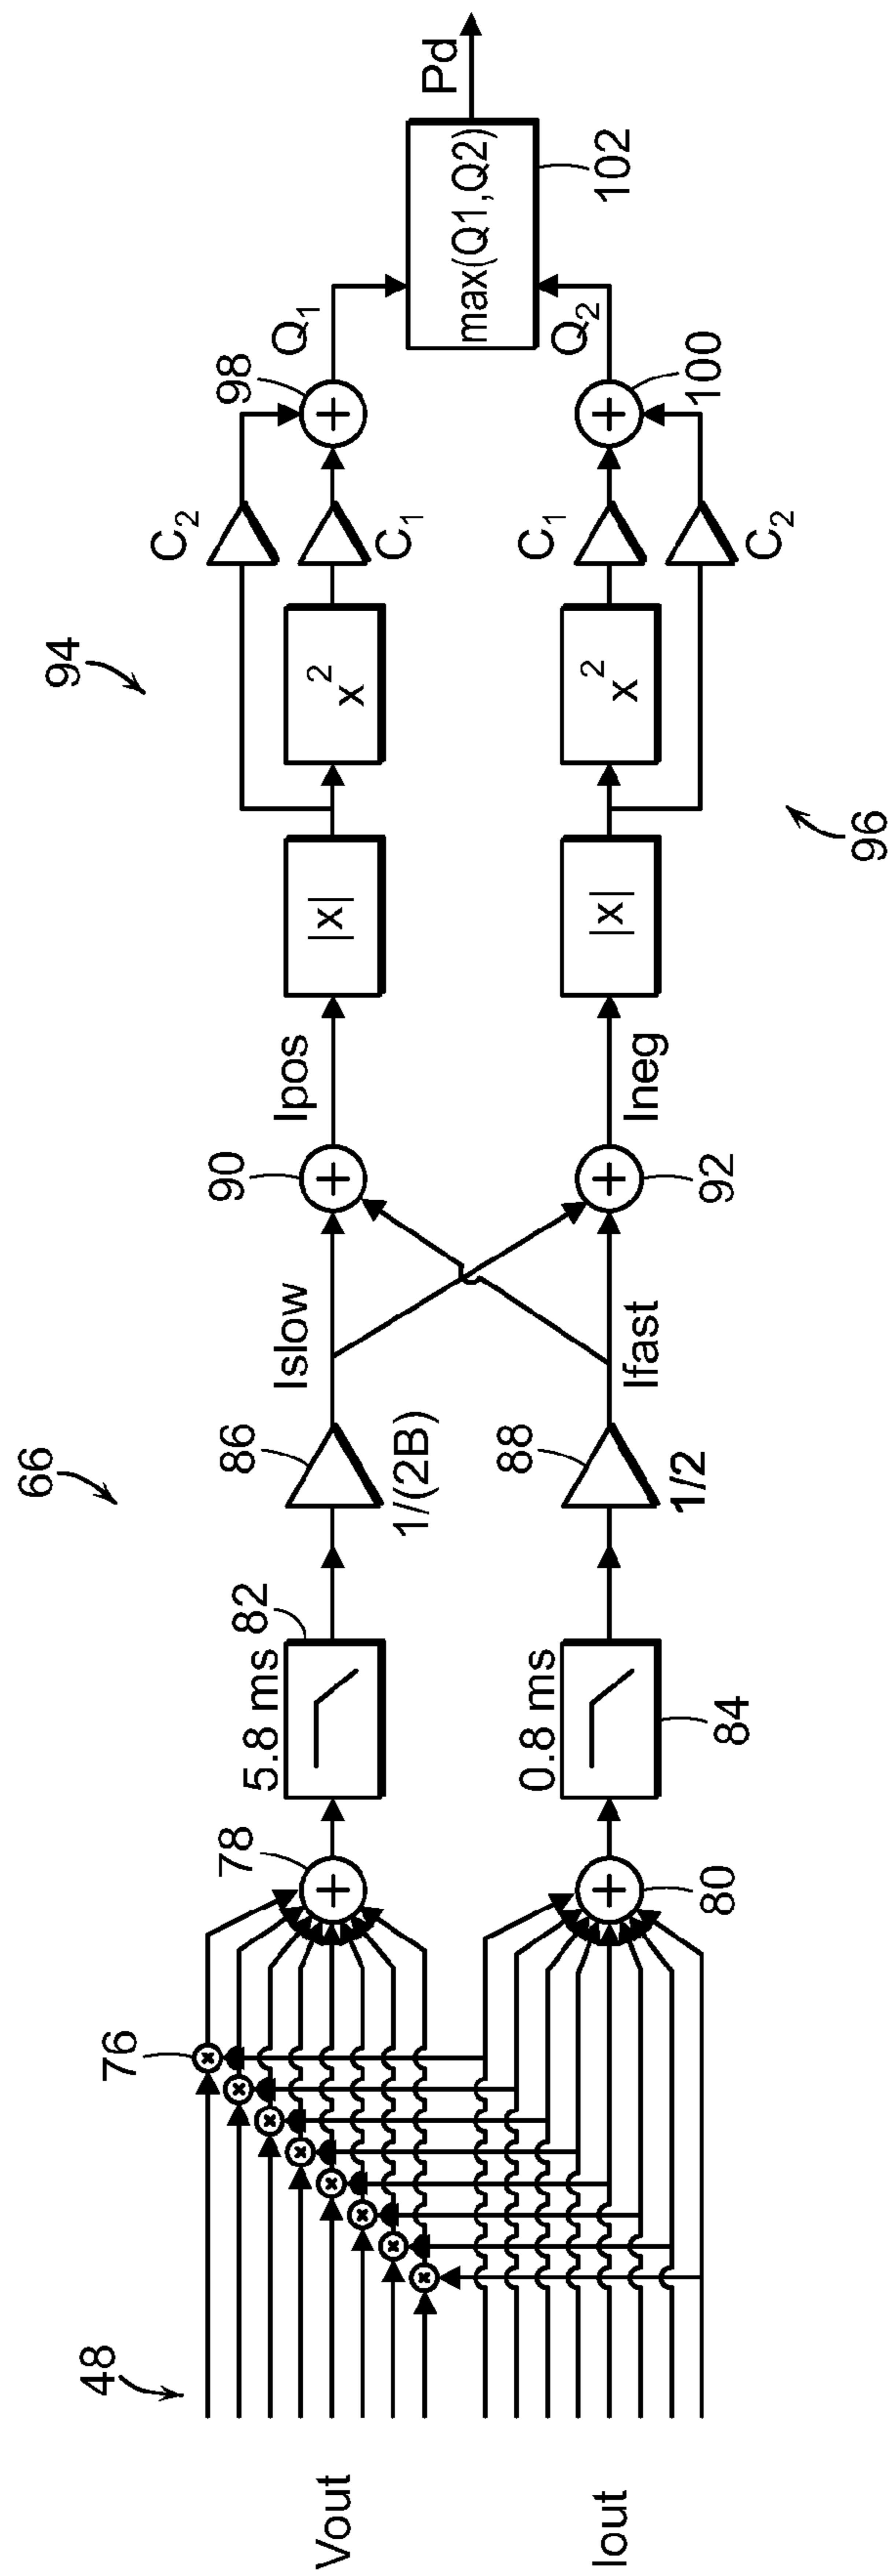 48
Vout
Iout
76
78
80
5.8 ms
82
0.8 ms
84
66
86
1/(2B)
88
1/2
Islow
Ifast
90
92
Ipos
Ineg
|x|
|x|
94
96
x²
x²
C₂
C₁
C₁
C₂
98
100
Q₁
Q₂
max(Q1,Q2)
102
Pd